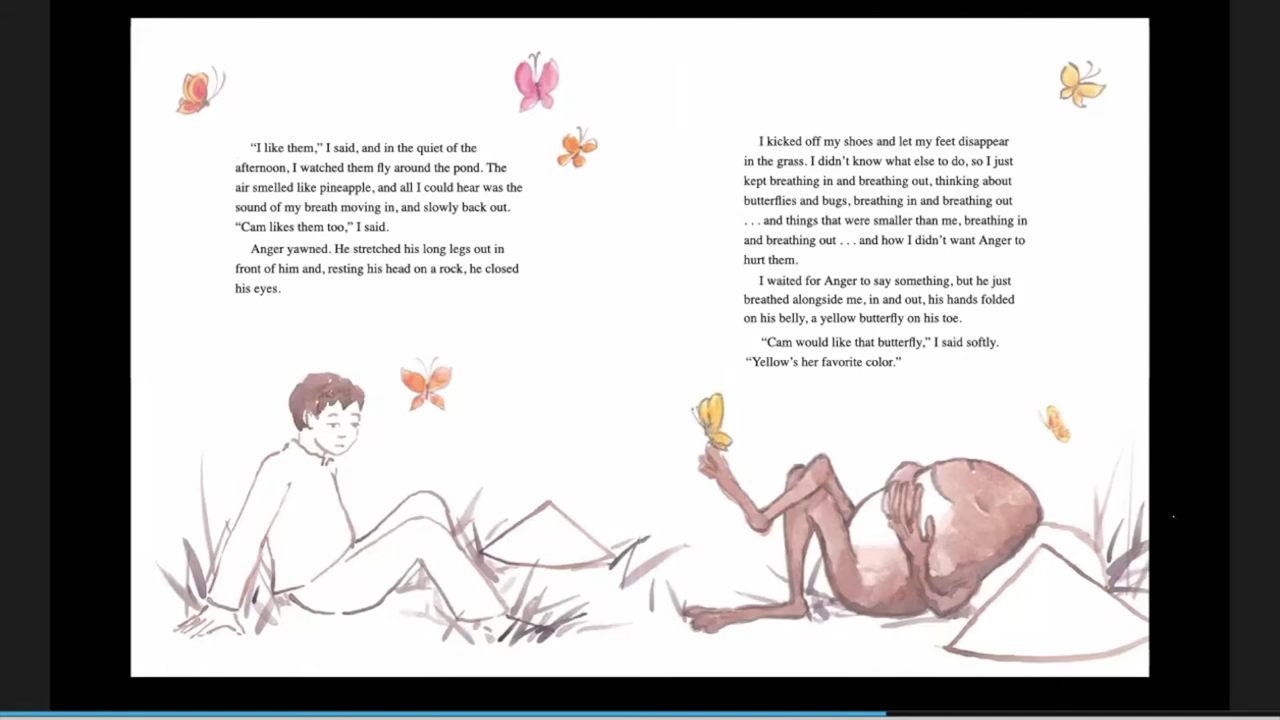 “I like them,” I said, and in the quiet of the
afternoon, I watched them fly around the pond. The
air smelled like pineapple, and all I could hear was the
sound of my breath moving in, and slowly back out.
“Cam likes them too,” I said.
Anger yawned. He stretched his long legs out in
front of him and, resting his head on a rock, he closed
his eyes.
I kicked off my shoes and let my feet disappear
in the grass. I didn’t know what else to do, so I just
kept breathing in and breathing out, thinking about
butterflies and bugs, breathing in and breathing out
. . . and things that were smaller than me, breathing in
and breathing out . . . and how I didn’t want Anger to
hurt them.
I waited for Anger to say something, but he just
breathed alongside me, in and out, his hands folded
on his belly, a yellow butterfly on his toe.
“Cam would like that butterfly,” I said softly.
“Yellow’s her favorite color.”